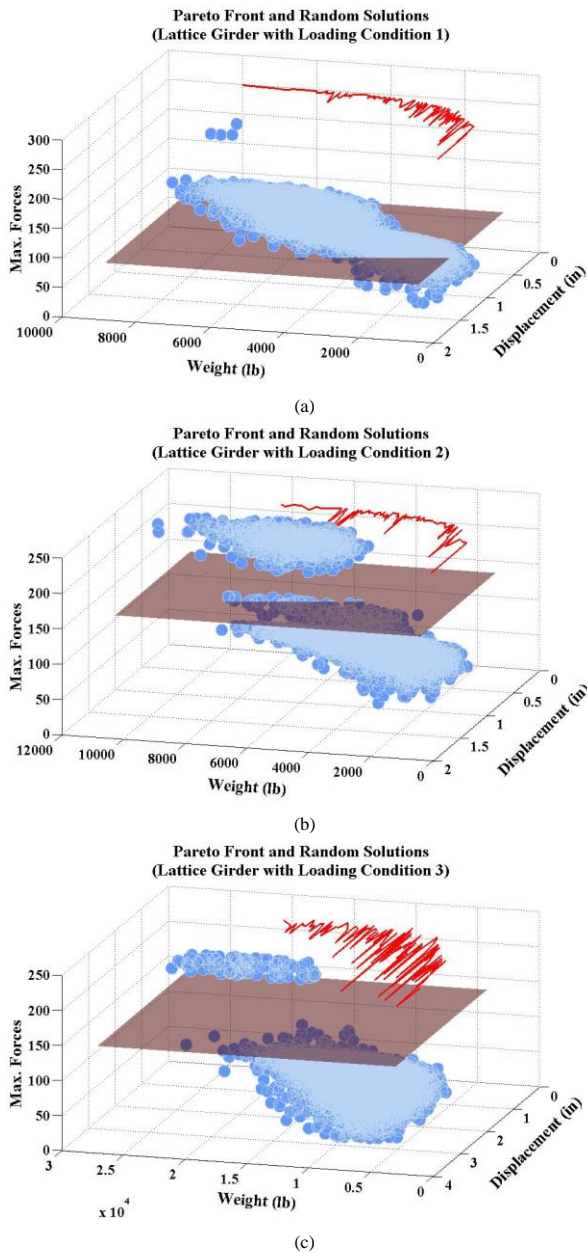 Pareto Front and Random Solutions
(Lattice Girder with Loading Condition 1)
300
250
200
150
100
50
0
Max. Forces
10000
8000
6000
4000
2000
0
Weight (lb)
0
0.5
1
1.5
2
Displacement (in)
(a)
Pareto Front and Random Solutions
(Lattice Girder with Loading Condition 2)
250
200
150
100
50
0
Max. Forces
12000
10000
8000
6000
4000
2000
0
Weight (lb)
0
0.5
1
1.5
2
Displacement (in)
(b)
Pareto Front and Random Solutions
(Lattice Girder with Loading Condition 3)
250
200
150
100
50
0
Max. Forces
3
2.5
2
1.5
1
0.5
0
x 10^4
Weight (lb)
0
1
2
3
4
Displacement (in)
(c)